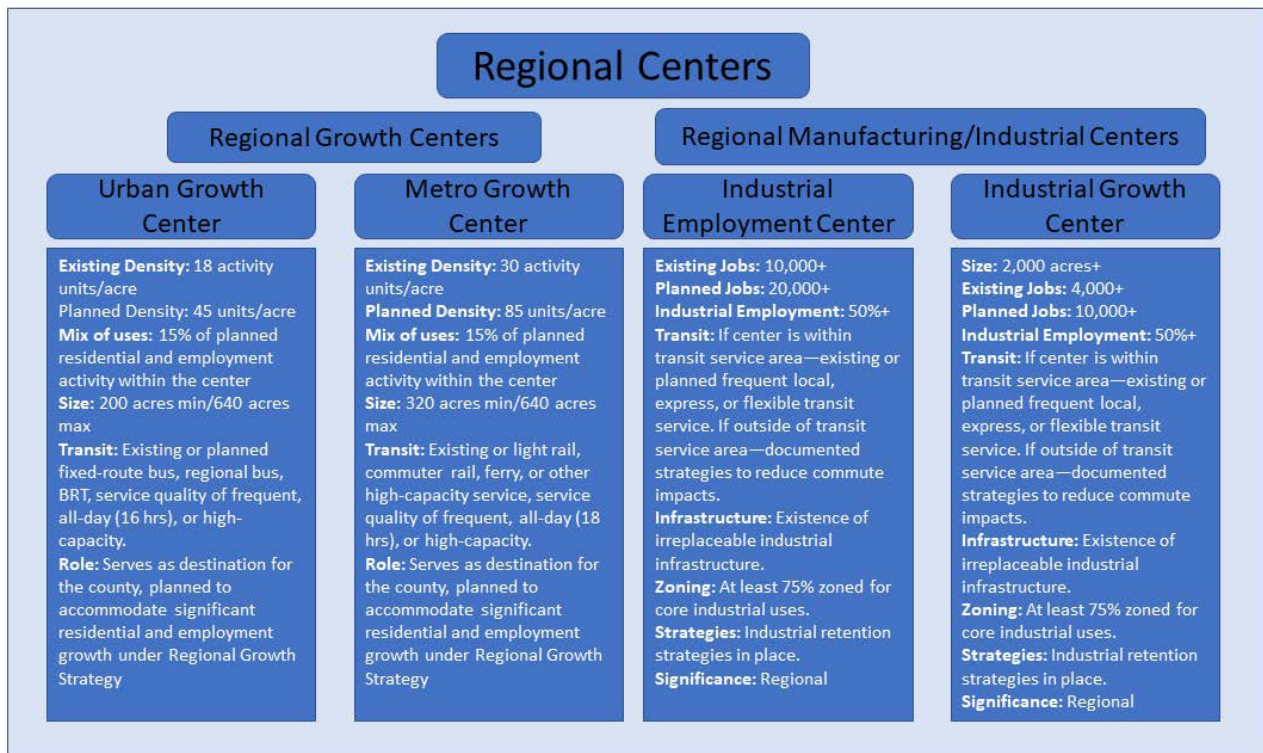 Regional Centers
Regional Growth Centers
Regional Manufacturing/Industrial Centers
Urban Growth
Center
Existing Density: 18 activity
units/acre
Planned Density: 45 units/acre
Mix of uses: 15% of planned
residential and employment
activity within the center
Size: 200 acres min/640 acres
max
Transit: Existing or planned
fixed-route bus, regional bus,
BRT, service quality of frequent,
all-day (16 hrs), or high-
capacity.
Role: Serves as destination for
the county, planned to
accommodate significant
residential and employment
growth under Regional Growth
Strategy
Metro Growth
Center
Existing Density: 30 activity
units/acre
Planned Density: 85 units/acre
Mix of uses: 15% of planned
residential and employment
activity within the center
Size: 320 acres min/640 acres
max
Transit: Existing or light rail,
commuter rail, ferry, or other
high-capacity service, service
quality of frequent, all-day (18
hrs), or high-capacity.
Role: Serves as destination for
the county, planned to
accommodate significant
residential and employment
growth under Regional Growth
Strategy
Industrial
Employment Center
Existing Jobs: 10,000+
Planned Jobs: 20,000+
Industrial Employment: 50%+
Transit: If center is within
transit service area—existing or
planned frequent local,
express, or flexible transit
service. If outside of transit
service area—documented
strategies to reduce commute
impacts.
Infrastructure: Existence of
irreplaceable industrial
infrastructure.
Zoning: At least 75% zoned for
core industrial uses.
Strategies: Industrial retention
strategies in place.
Significance: Regional
Industrial Growth
Center
Size: 2,000 acres+
Existing Jobs: 4,000+
Planned Jobs: 10,000+
Industrial Employment: 50%+
Transit: If center is within
transit service area—existing or
planned frequent local,
express, or flexible transit
service. If outside of transit
service area—documented
strategies to reduce commute
impacts.
Infrastructure: Existence of
irreplaceable industrial
infrastructure.
Zoning: At least 75% zoned for
core industrial uses.
Strategies: Industrial retention
strategies in place.
Significance: Regional